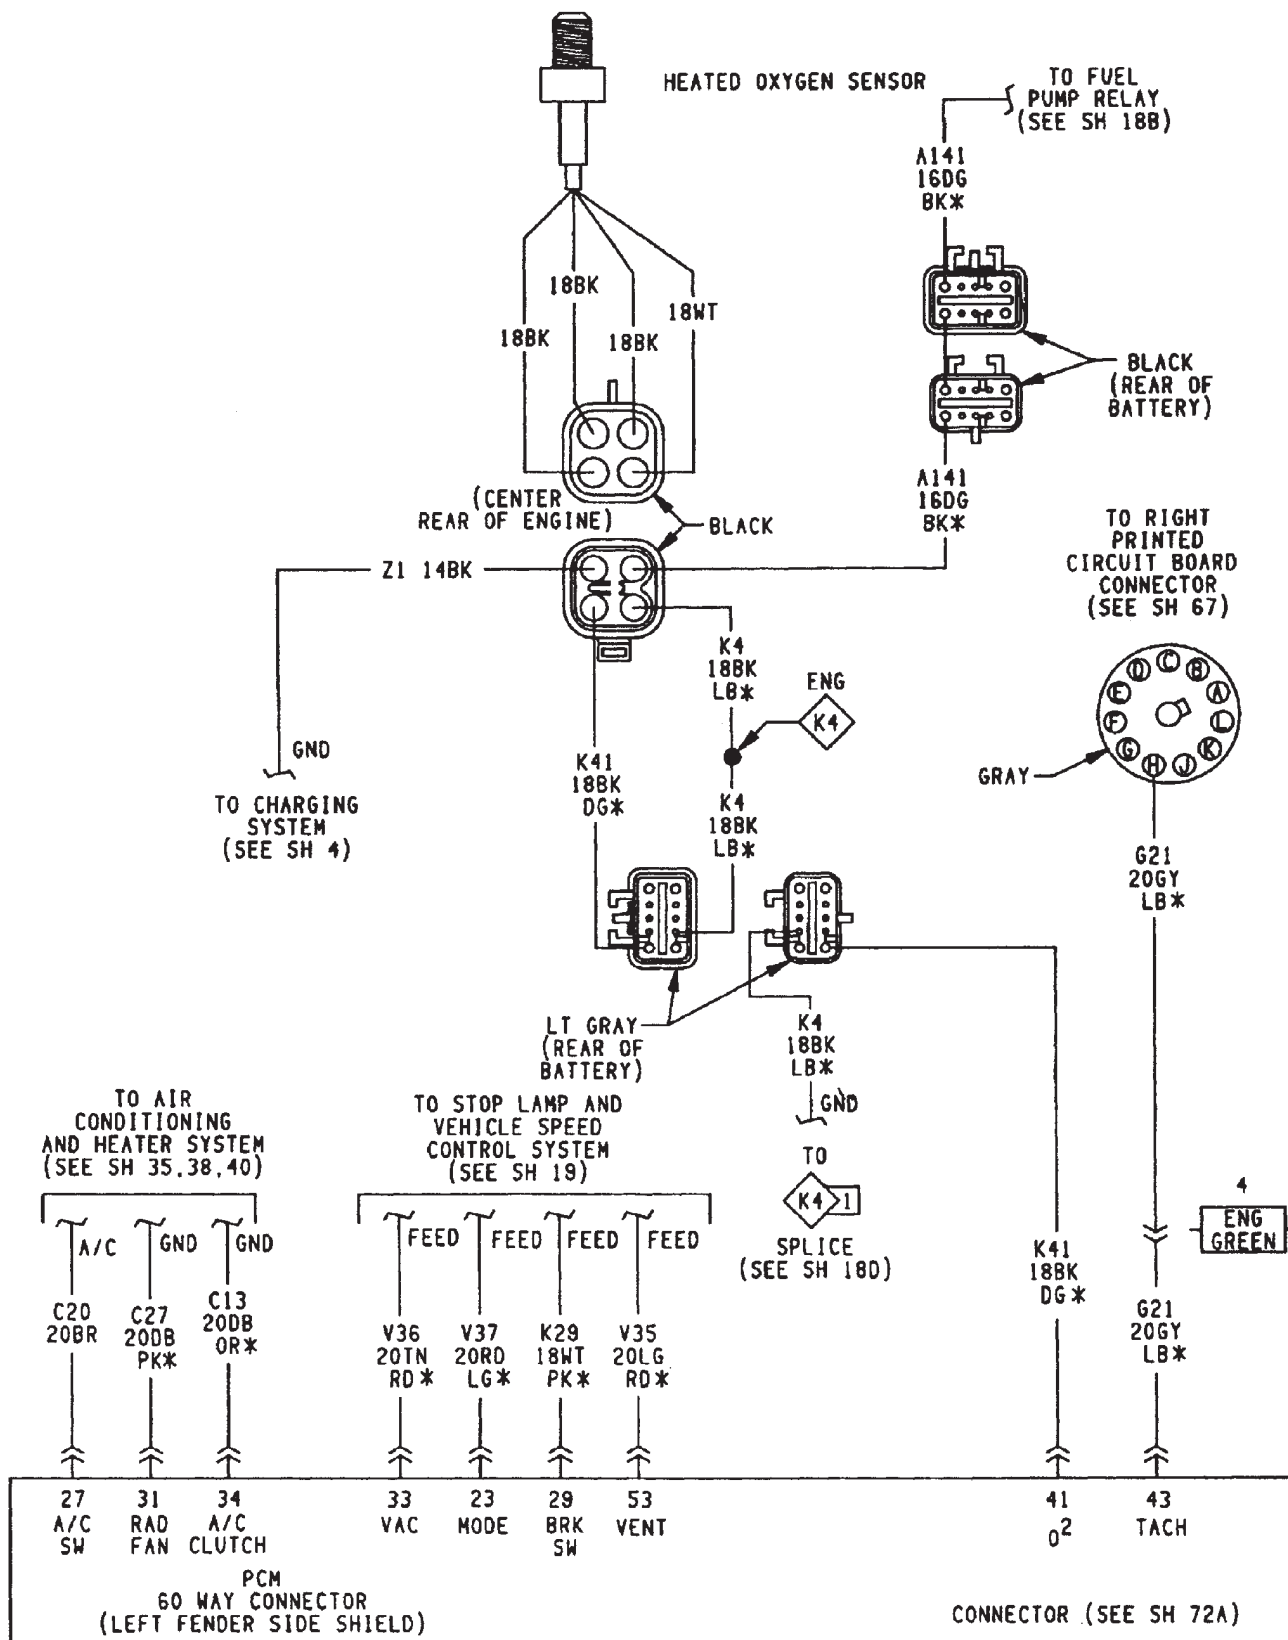 HEATED OXYGEN SENSOR
TO FUEL
PUMP RELAY
(SEE SH 18B)
A141
16DG
BK*
18BK
18WT
18BK
18BK
BLACK
(REAR OF
BATTERY)
(CENTER
REAR OF ENGINE)
BLACK
A141
16DG
BK*
Z1 14BK
TO RIGHT
PRINTED
CIRCUIT BOARD
CONNECTOR
(SEE SH 67)
C
B
A
L
K
J
H
G
F
E
D
GRAY
K4
18BK
LB*
ENG
K4
GND
TO CHARGING
SYSTEM
(SEE SH 4)
K41
18BK
DG*
K4
18BK
LB*
G21
20GY
LB*
LT GRAY
(REAR OF
BATTERY)
K4
18BK
LB*
GND
TO
K4 1
SPLICE
(SEE SH 18D)
TO AIR
CONDITIONING
AND HEATER SYSTEM
(SEE SH 35,38,40)
TO STOP LAMP AND
VEHICLE SPEED
CONTROL SYSTEM
(SEE SH 19)
A/C
GND
GND
FEED
FEED
FEED
FEED
4
ENG
GREEN
C20
20BR
C27
20DB
PK*
C13
20DB
OR*
V36
20TN
RD*
V37
20RD
LG*
K29
18WT
PK*
V35
20LG
RD*
K41
18BK
DG*
G21
20GY
LB*
27
A/C
SW
31
RAD
FAN
34
A/C
CLUTCH
33
VAC
23
MODE
29
BRK
SW
53
VENT
41
O2
43
TACH
PCM
60 WAY CONNECTOR
(LEFT FENDER SIDE SHIELD)
CONNECTOR (SEE SH 72A)